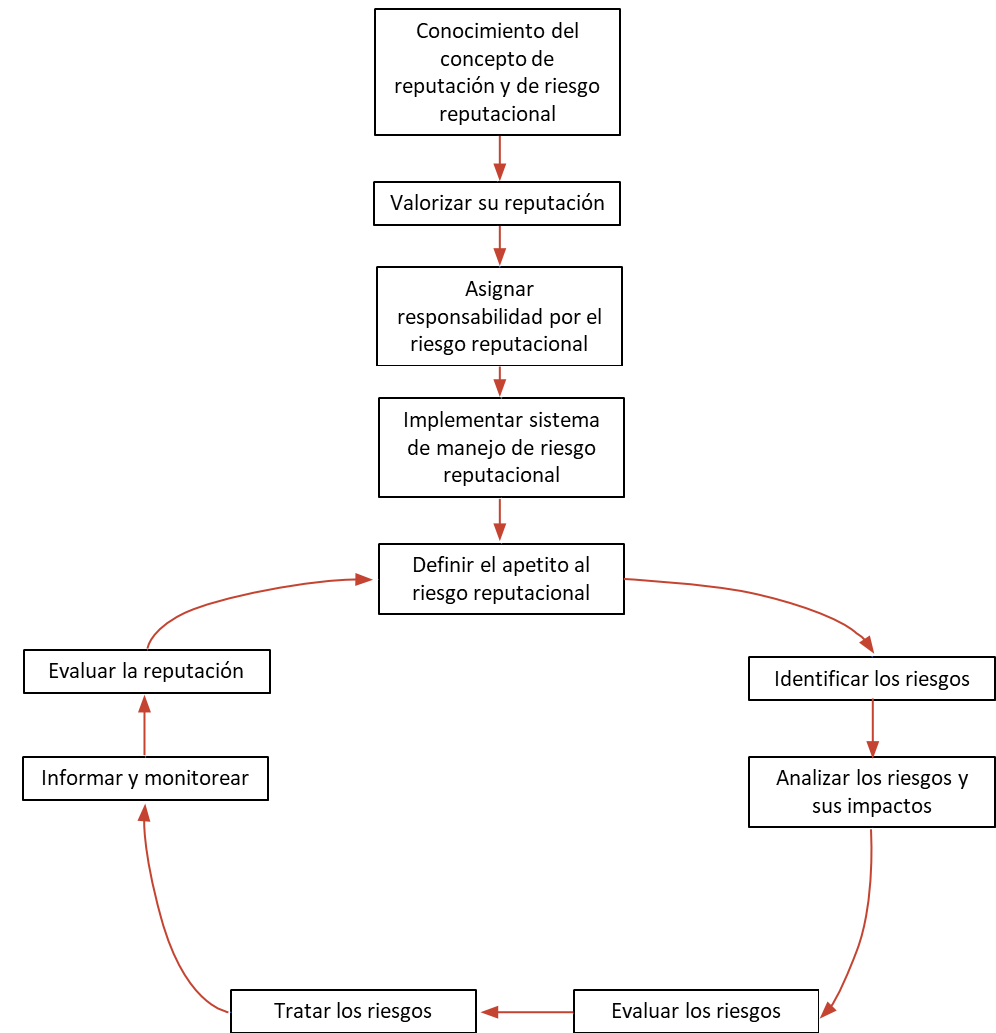 Conocimiento del
concepto de
reputación y de riesgo
reputacional
Valorizar su reputación
Asignar
responsabilidad por el
riesgo reputacional
Implementar sistema
de manejo de riesgo
reputacional
Definir el apetito al
riesgo reputacional
Identificar los riesgos
Analizar los riesgos y
sus impactos
Evaluar los riesgos
Tratar los riesgos
Informar y monitorear
Evaluar la reputación